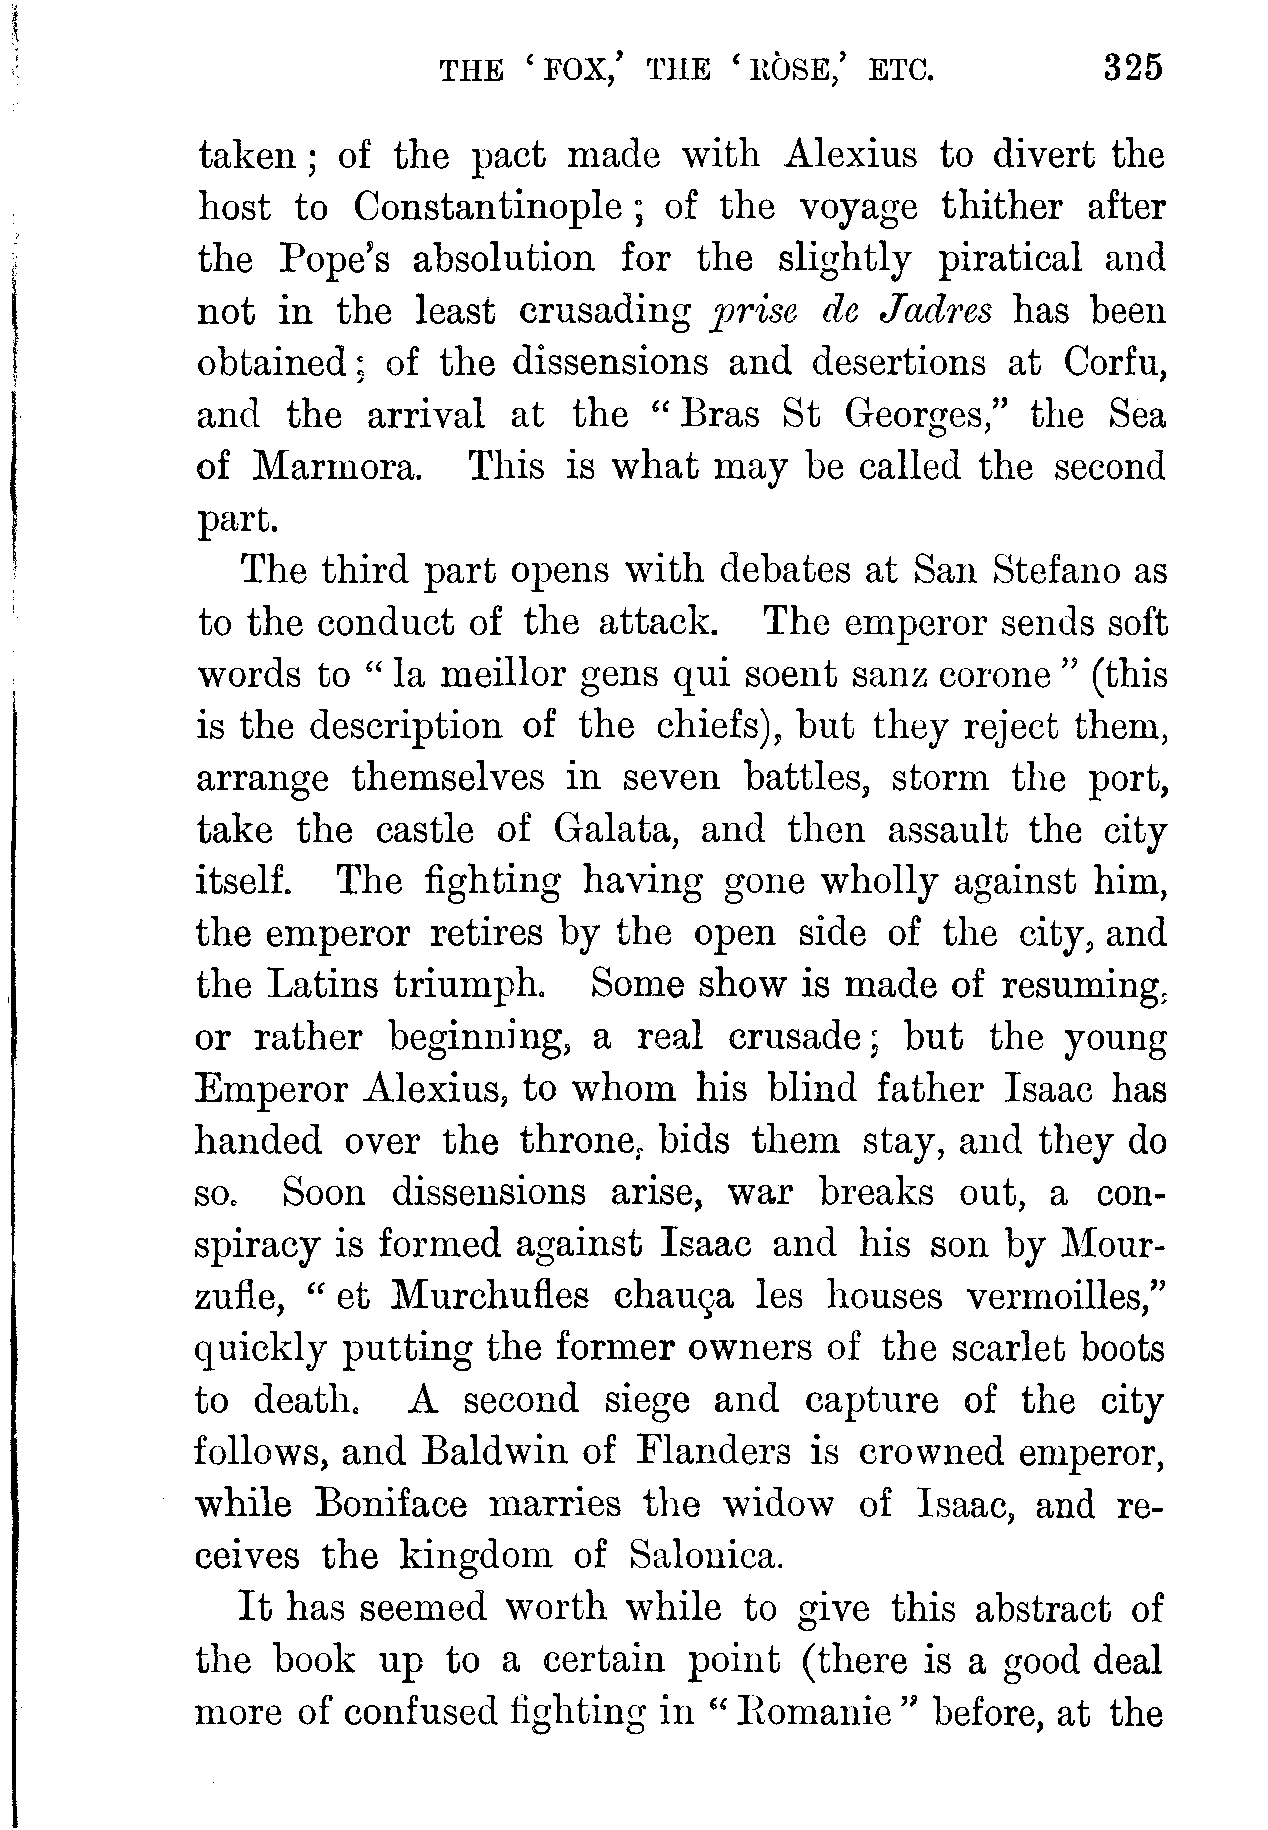 THE ‘FOX,’ THE ‘ROSE,’ ETC. 325
taken; of the pact made with Alexius to divert the
host to Constantinople; of the voyage thither after
the Pope’s absolution for the slightly piratical and
not in the least crusading prise de Jadres has been
obtained; of the dissensions and desertions at Corfu,
and the arrival at the “Bras St Georges,” the Sea
of Marmora. This is what may be called the second
part.
The third part opens with debates at San Stefano as
to the conduct of the attack. The emperor sends soft
words to “la meillor gens qui soent sanz corone” (this
is the description of the chiefs), but they reject them,
arrange themselves in seven battles, storm the port,
take the castle of Galata, and then assault the city
itself. The fighting having gone wholly against him,
the emperor retires by the open side of the city, and
the Latins triumph. Some show is made of resuming,
or rather beginning, a real crusade; but the young
Emperor Alexius, to whom his blind father Isaac has
handed over the throne, bids them stay, and they do
so. Soon dissensions arise, war breaks out, a con-
spiracy is formed against Isaac and his son by Mour-
zufle, “et Murchufles chauça les houses vermoilles,”
quickly putting the former owners of the scarlet boots
to death. A second siege and capture of the city
follows, and Baldwin of Flanders is crowned emperor,
while Boniface marries the widow of Isaac, and re-
ceives the kingdom of Salonica.
It has seemed worth while to give this abstract of
the book up to a certain point (there is a good deal
more of confused fighting in “Romanie” before, at the